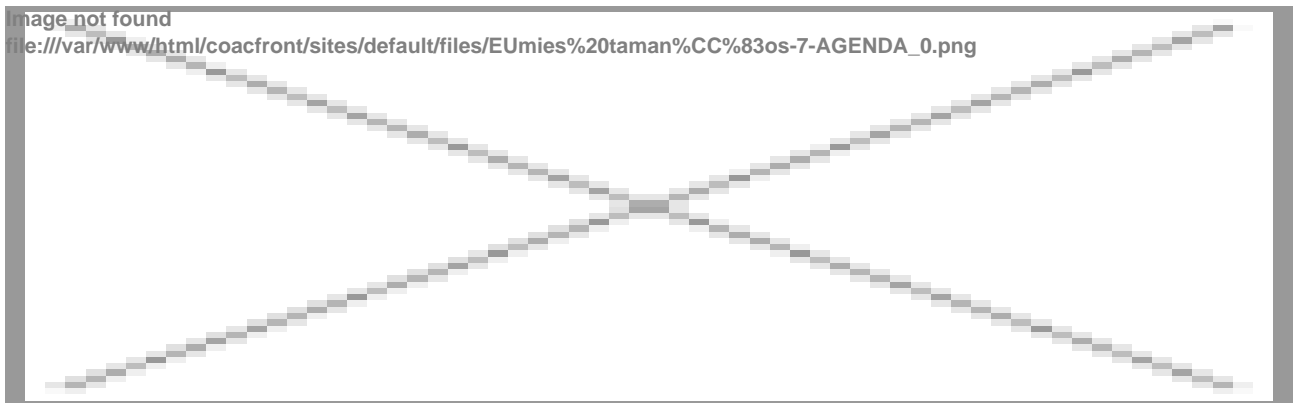 Image not found
file:///var/www/html/coacfront/sites/default/files/EUmies%20taman%CC%83os-7-AGENDA_0.png